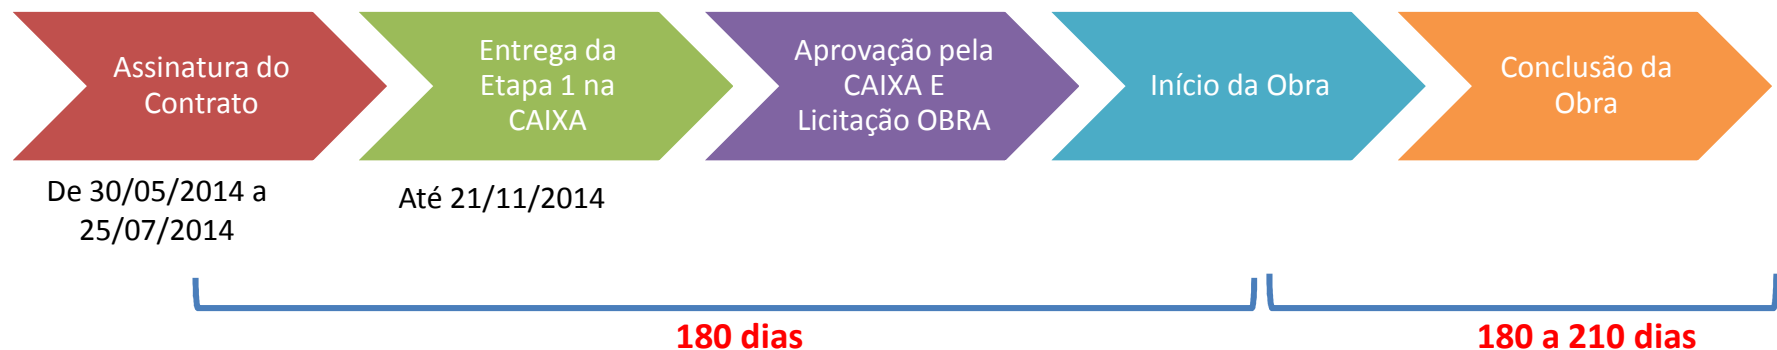 Assinatura do
Contrato
Entrega da
Etapa 1 na
CAIXA
Aprovação pela
CAIXA E
Licitação OBRA
Início da Obra
Conclusão da
Obra
De 30/05/2014 a
25/07/2014
Até 21/11/2014
180 dias
180 a 210 dias